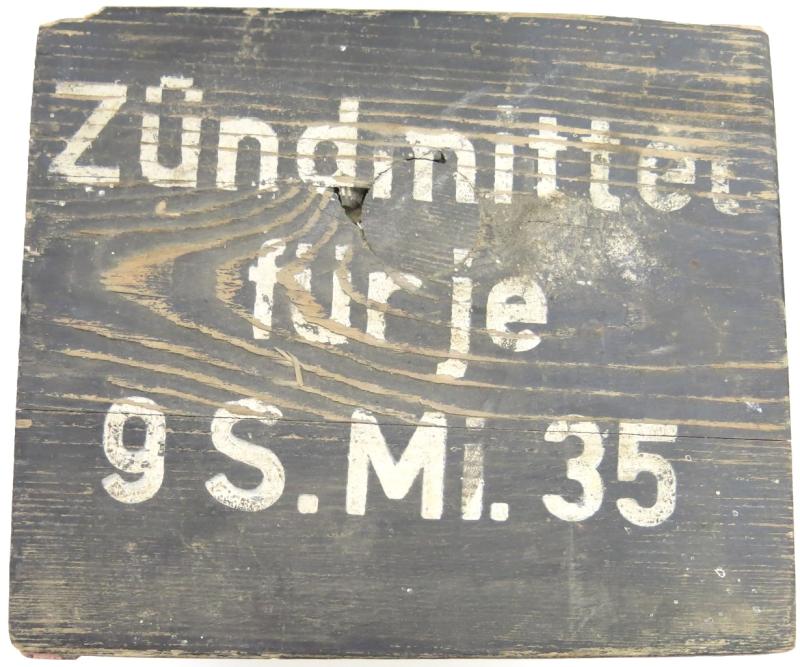 Zündmittel
für je
9 S. Mi. 35